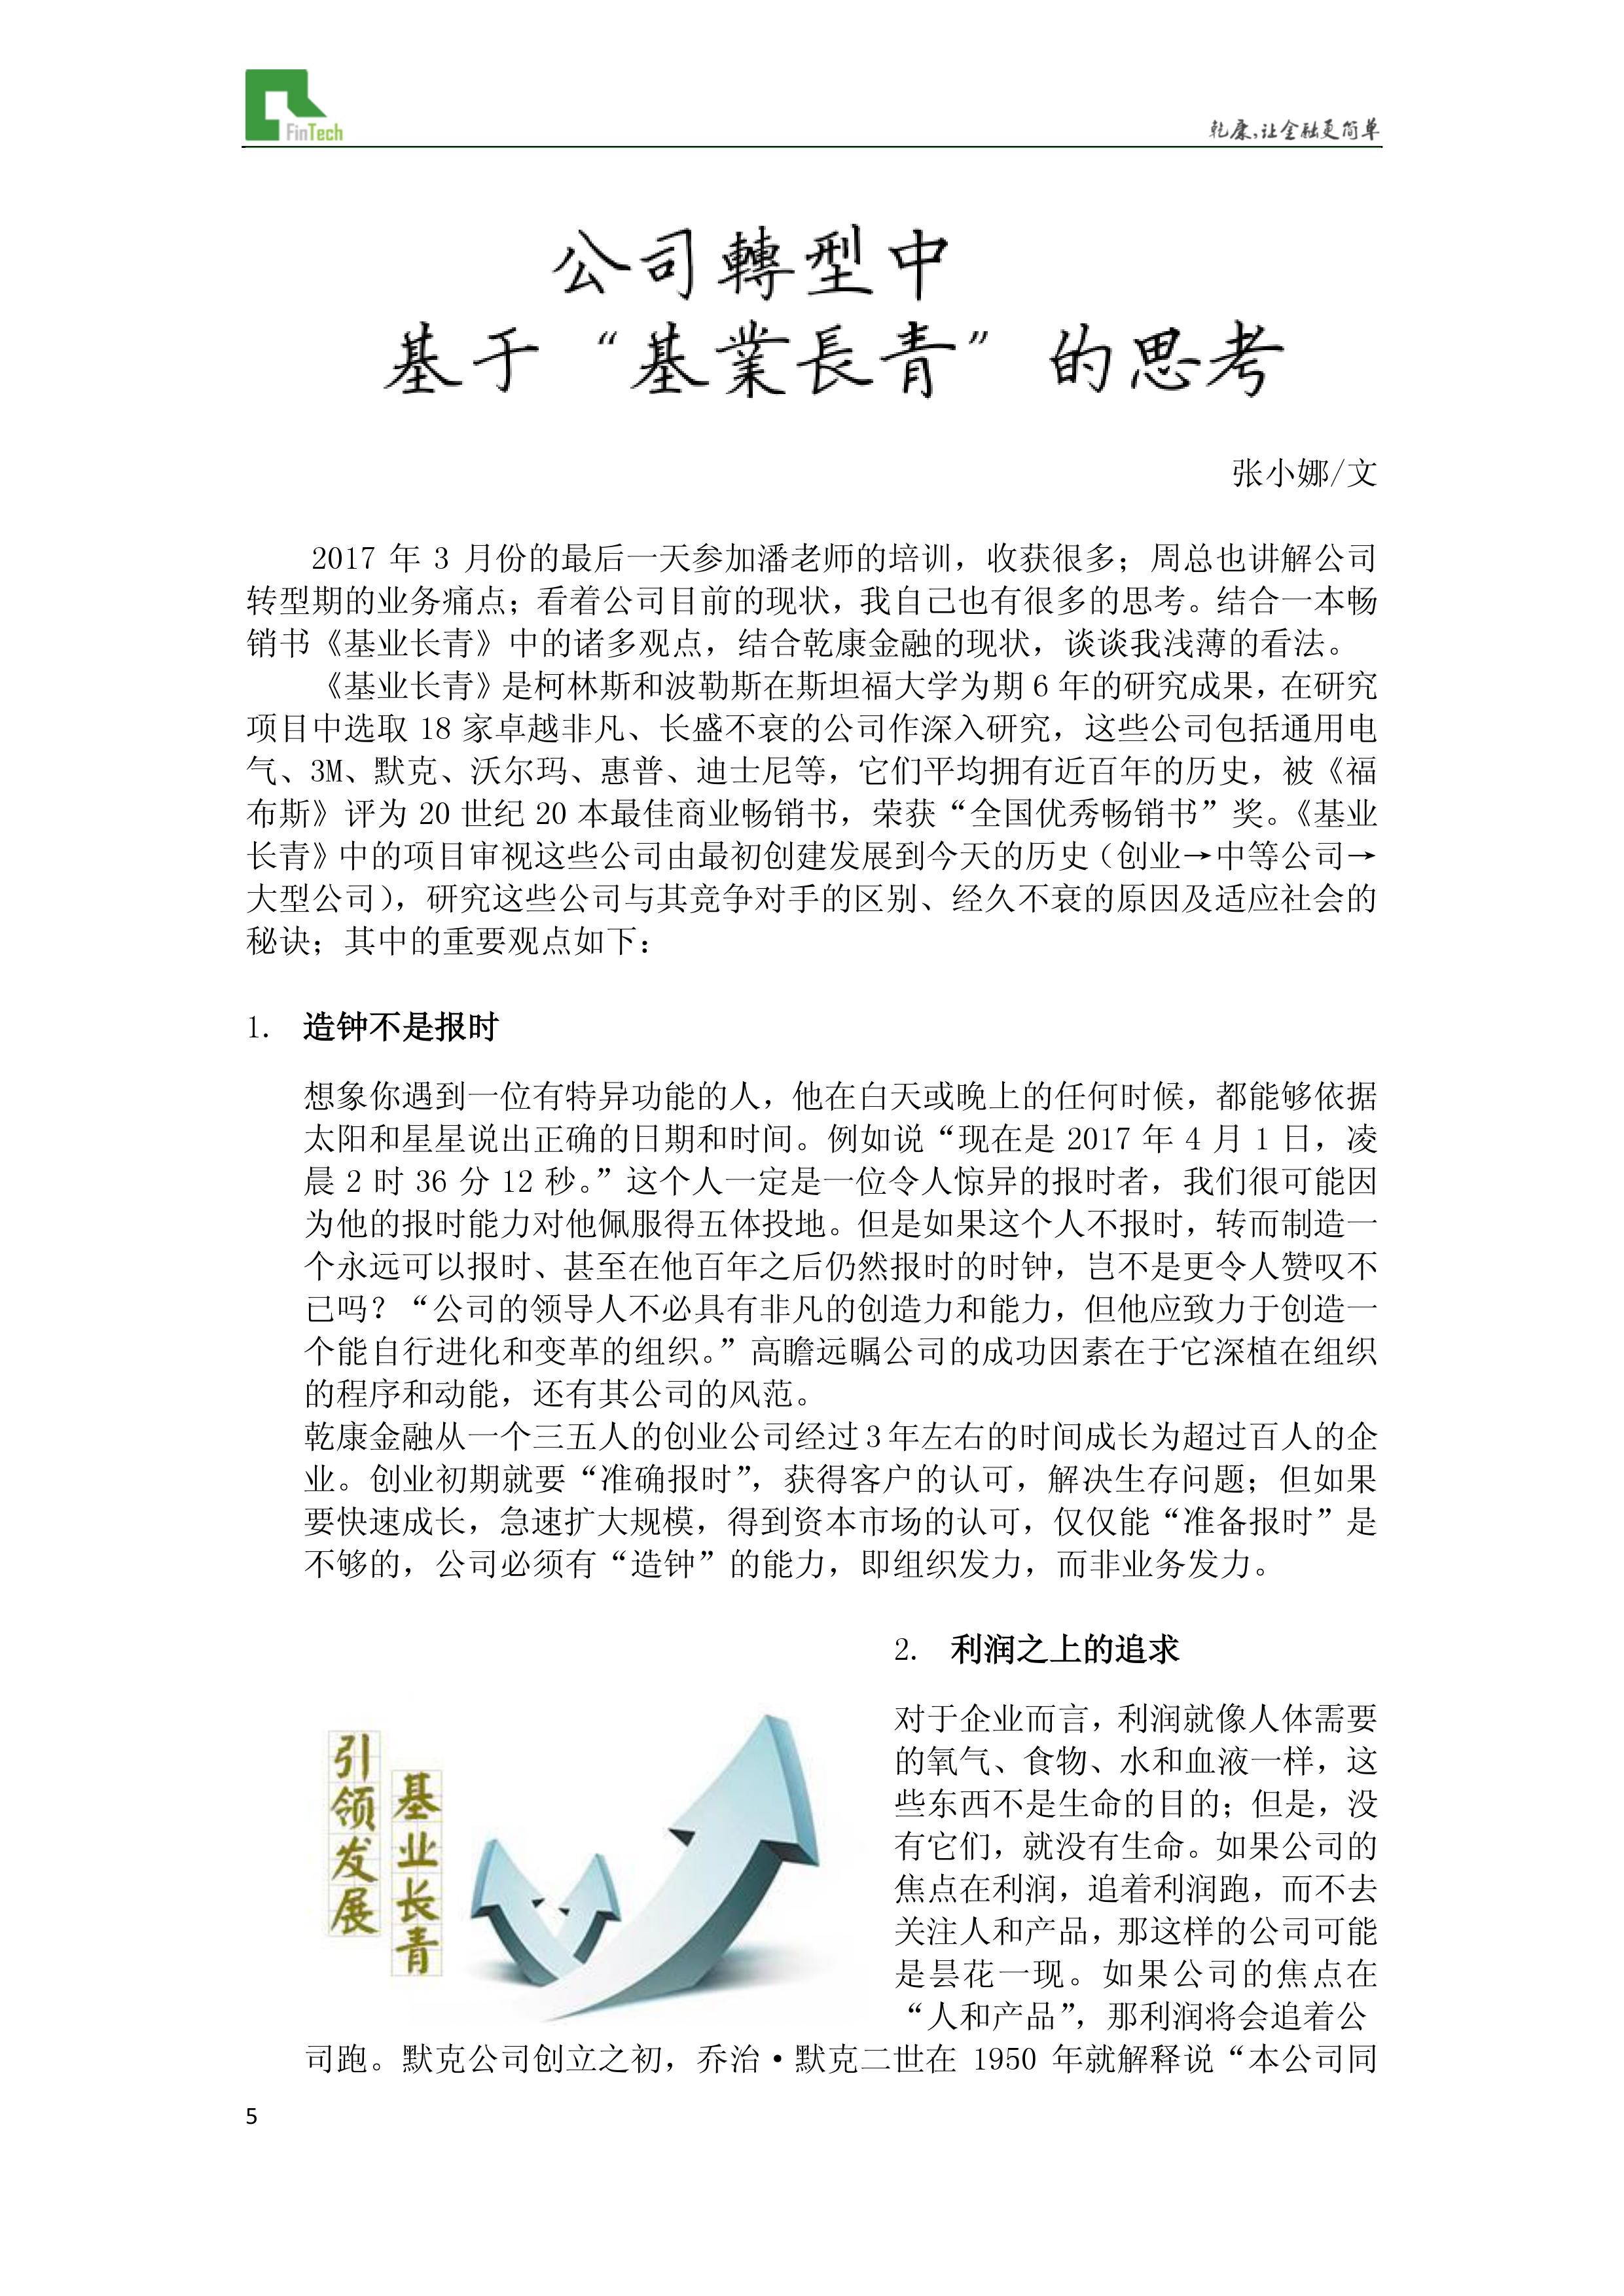 FinTech
乾康,让金融更简单
公司轉型中
基于“基業長青”的思考
张小娜/文
2017 年 3 月份的最后一天参加潘老师的培训，收获很多；周总也讲解公司
转型期的业务痛点；看着公司目前的现状，我自己也有很多的思考。结合一本畅
销书《基业长青》中的诸多观点，结合乾康金融的现状，谈谈我浅薄的看法。
《基业长青》是柯林斯和波勒斯在斯坦福大学为期 6 年的研究成果，在研究
项目中选取 18 家卓越非凡、长盛不衰的公司作深入研究，这些公司包括通用电
气、3M、默克、沃尔玛、惠普、迪士尼等，它们平均拥有近百年的历史，被《福
布斯》评为 20 世纪 20 本最佳商业畅销书，荣获“全国优秀畅销书”奖。《基业
长青》中的项目审视这些公司由最初创建发展到今天的历史（创业→中等公司→
大型公司），研究这些公司与其竞争对手的区别、经久不衰的原因及适应社会的
秘诀；其中的重要观点如下：
1. 造钟不是报时
想象你遇到一位有特异功能的人，他在白天或晚上的任何时候，都能够依据
太阳和星星说出正确的日期和时间。例如说“现在是 2017 年 4 月 1 日，凌
晨 2 时 36 分 12 秒。”这个人一定是一位令人惊异的报时者，我们很可能因
为他的报时能力对他佩服得五体投地。但是如果这个人不报时，转而制造一
个永远可以报时、甚至在他百年之后仍然报时的时钟，岂不是更令人赞叹不
已吗？“公司的领导人不必具有非凡的创造力和能力，但他应致力于创造一
个能自行进化和变革的组织。”高瞻远瞩公司的成功因素在于它深植在组织
的程序和动能，还有其公司的风范。
乾康金融从一个三五人的创业公司经过 3 年左右的时间成长为超过百人的企
业。创业初期就要“准确报时”，获得客户的认可，解决生存问题；但如果
要快速成长，急速扩大规模，得到资本市场的认可，仅仅能“准备报时”是
不够的，公司必须有“造钟”的能力，即组织发力，而非业务发力。
2. 利润之上的追求
引领发展
基业长青
对于企业而言，利润就像人体需要
的氧气、食物、水和血液一样，这
些东西不是生命的目的；但是，没
有它们，就没有生命。如果公司的
焦点在利润，追着利润跑，而不去
关注人和产品，那这样的公司可能
是昙花一现。如果公司的焦点在
“人和产品”，那利润将会追着公
司跑。默克公司创立之初，乔治·默克二世在 1950 年就解释说“本公司同
5